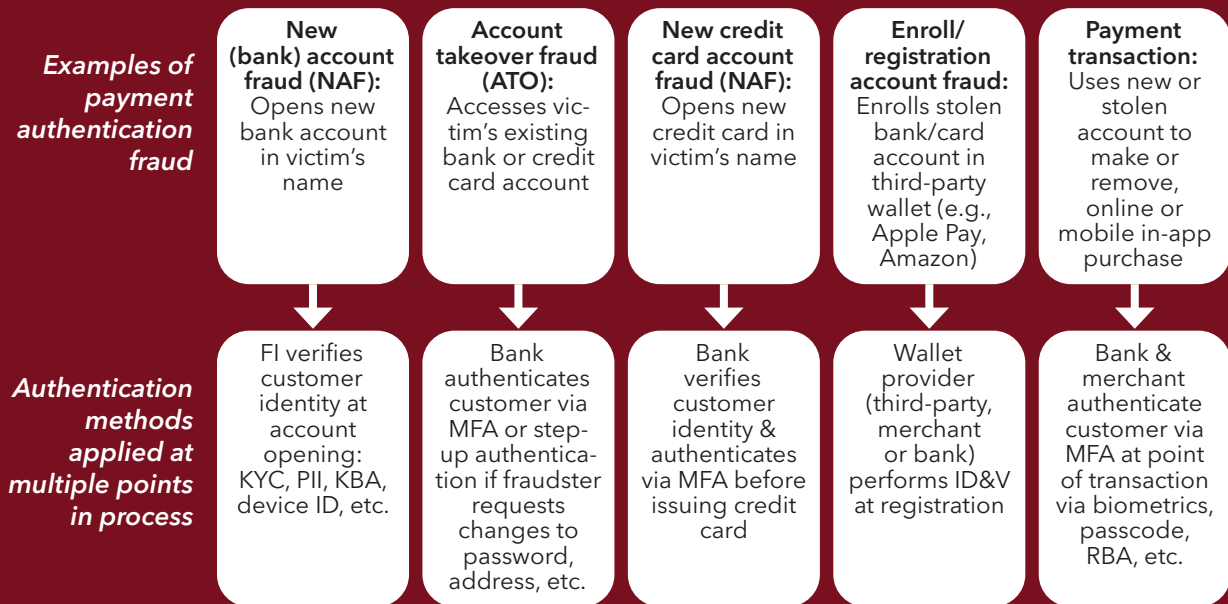 Examples of
payment
authentication
fraud
New
(bank) account
fraud (NAF):
Opens new
bank account
in victim's
name
Account
takeover fraud
(ATO):
Accesses vic-
tim's existing
bank or credit
card account
New credit
card account
fraud (NAF):
Opens new
credit card in
victim's name
Enroll/
registration
account fraud:
Enrolls stolen
bank/card
account in
third-party
wallet (e.g.,
Apple Pay,
Amazon)
Payment
transaction:
Uses new or
stolen
account to
make or
remove,
online or
mobile in-app
purchase
Authentication
methods
applied at
multiple points
in process
FI verifies
customer
identity at
account
opening:
KYC, PII, KBA,
device ID, etc.
Bank
authenticates
customer via
MFA or step-
up authentica-
tion if fraudster
requests
changes to
password,
address, etc.
Bank
verifies
customer
identity &
authenticates
via MFA before
issuing credit
card
Wallet
provider
(third-party,
merchant
or bank)
performs ID&V
at registration
Bank &
merchant
authenticate
customer via
MFA at point
of transaction
via biometrics,
passcode,
RBA, etc.